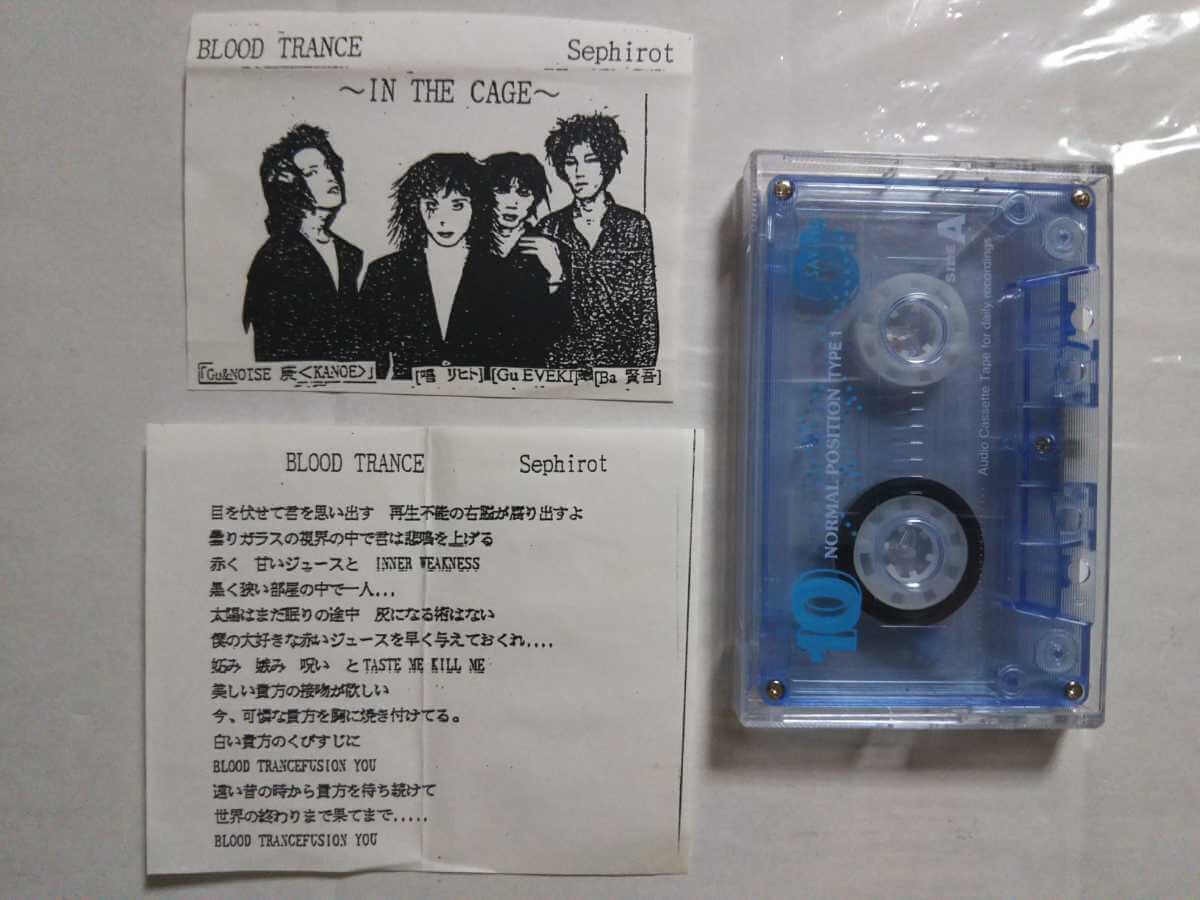 BLOOD TRANCE Sephirot
～IN THE CAGE～
「Gu&NOISE 庚<KANOE>」 [唱 リヒト] [Gu EVEKI] [Ba 賢吾]
BLOOD TRANCE Sephirot
目を伏せて君を思い出す 再生不能の右脳が腐り出すよ
曇りガラスの視界の中で君は悲鳴を上げる
赤く 甘いジュースと INNER WEAKNESS
黒く狭い部屋の中で一人...
太陽はまだ眠りの途中 灰になる術はない
僕の大好きな赤いジュースを早く与えておくれ....
妬み 嫉み 呪い とTASTE ME KILL ME
美しい貴方の接吻が欲しい
今、可憐な貴方を胸に焼き付けてる。
白い貴方のくびすじに
BLOOD TRANCEFUSION YOU
遠い昔の時から貴方を待ち続けて
世界の終わりまで果てまで.....
BLOOD TRANCEFUSION YOU
SIDE A
Audio Cassette Tape for daily recordings
NORMAL POSITION TYPE 1
10